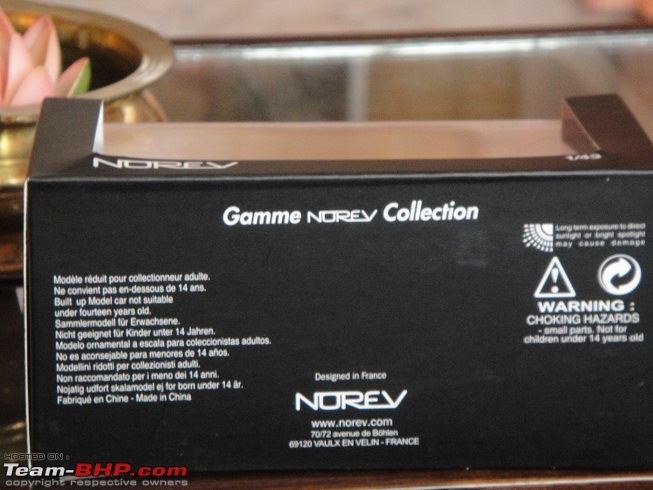 NOREV
1/43
Gamme NOREV Collection
Long term exposure to direct
sunlight or bright spotlight
may cause damage
WARNING :
CHOKING HAZARDS
- small parts. Not for
children under 14 years old
Modèle réduit pour collectionneur adulte.
Ne convient pas en-dessous de 14 ans.
Built up Model car not suitable
under fourteen years old.
Sammlermodell für Erwachsene.
Nicht geeignet für Kinder unter 14 Jahren.
Modelo ornamental a escala para coleccionistas adultos.
No es aconsejable para menores de 14 años.
Modellini ridotti per collezionisti adulti.
Non raccomandato per i meno dei 14 anni.
Nojatig udfort skalamodel ej for born under 14 år.
Fabriqué en Chine - Made in China
Designed in France
NOREV
www.norev.com
70/72 avenue de Böhlen
69120 VAULX EN VELIN - FRANCE
HOSTED ON :
Team-BHP.com
copyright respective owners